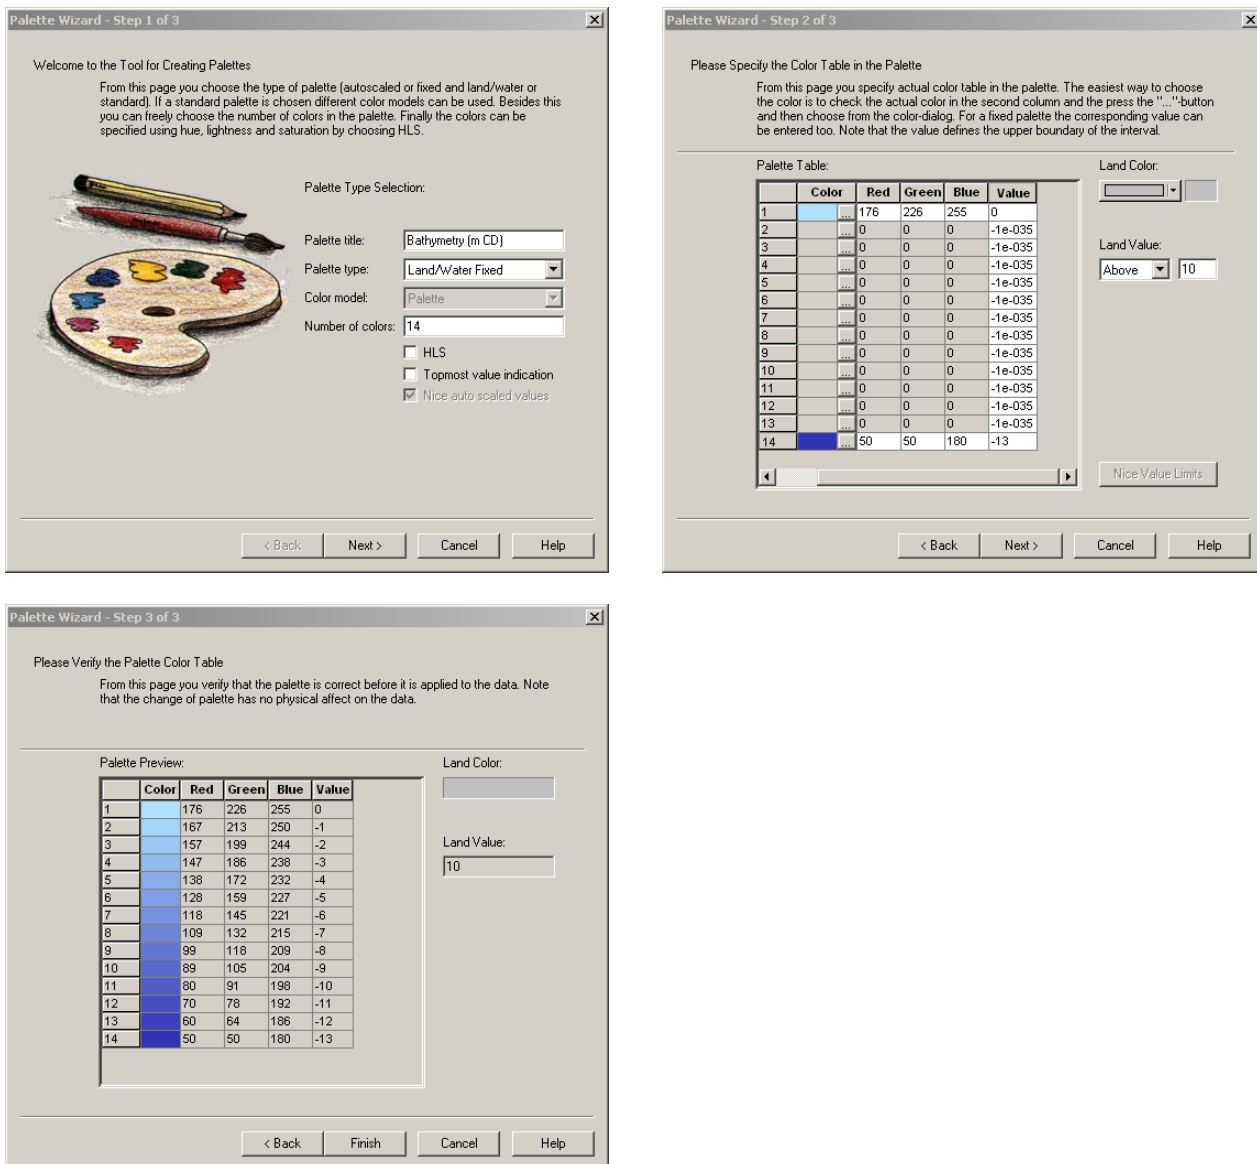 Palette Wizard - Step 1 of 3
Welcome to the Tool for Creating Palettes
From this page you choose the type of palette (autoscaled or fixed and land/water or
standard). If a standard palette is chosen different color models can be used. Besides this
you can freely choose the number of colors in the palette. Finally the colors can be
specified using hue, lightness and saturation by choosing HLS.
Palette Type Selection:
Palette title: Bathymetry (m CD)
Palette type: Land/Water Fixed
Color model: Palette
Number of colors: 14
HLS
Topmost value indication
Nice auto scaled values
< Back Next > Cancel Help
Palette Wizard - Step 2 of 3
Please Specify the Color Table in the Palette
From this page you specify actual color table in the palette. The easiest way to choose
the color is to check the actual color in the second column and the press the "..."-button
and then choose from the color-dialog. For a fixed palette the corresponding value can
be entered too. Note that the value defines the upper boundary of the interval.
Palette Table: Land Color:
Color Red Green Blue Value
1 ... 176 226 255 0
2 ... 0 0 0 -1e-035
3 ... 0 0 0 -1e-035
4 ... 0 0 0 -1e-035
5 ... 0 0 0 -1e-035
6 ... 0 0 0 -1e-035
7 ... 0 0 0 -1e-035
8 ... 0 0 0 -1e-035
9 ... 0 0 0 -1e-035
10 ... 0 0 0 -1e-035
11 ... 0 0 0 -1e-035
12 ... 0 0 0 -1e-035
13 ... 0 0 0 -1e-035
14 ... 50 50 180 -13
Land Value:
Above 10
Nice Value Limits
< Back Next > Cancel Help
Palette Wizard - Step 3 of 3
Please Verify the Palette Color Table
From this page you verify that the palette is correct before it is applied to the data. Note
that the change of palette has no physical affect on the data.
Palette Preview: Land Color:
Color Red Green Blue Value
1 176 226 255 0
2 167 213 250 -1
3 157 199 244 -2
4 147 186 238 -3
5 138 172 232 -4
6 128 159 227 -5
7 118 145 221 -6
8 109 132 215 -7
9 99 118 209 -8
10 89 105 204 -9
11 80 91 198 -10
12 70 78 192 -11
13 60 64 186 -12
14 50 50 180 -13
Land Value:
10
< Back Finish Cancel Help